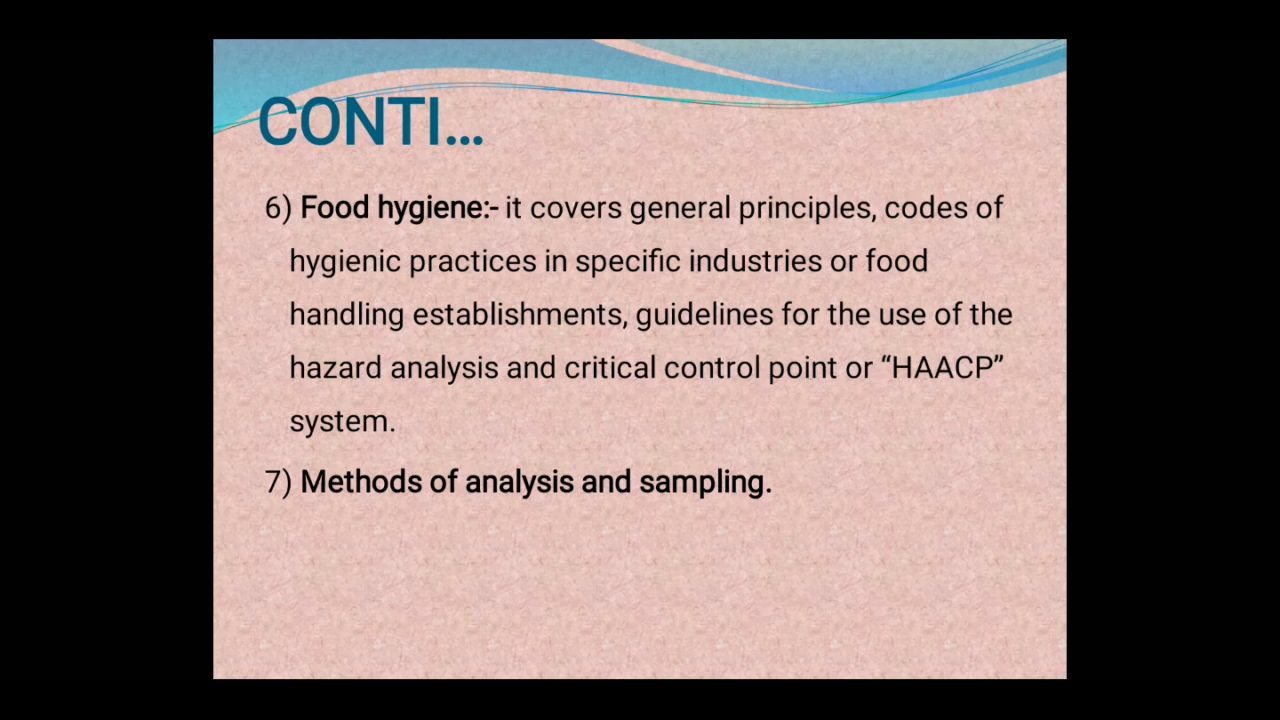 CONTI...
6) Food hygiene:- it covers general principles, codes of
hygienic practices in specific industries or food
handling establishments, guidelines for the use of the
hazard analysis and critical control point or “HAACP”
system.
7) Methods of analysis and sampling.